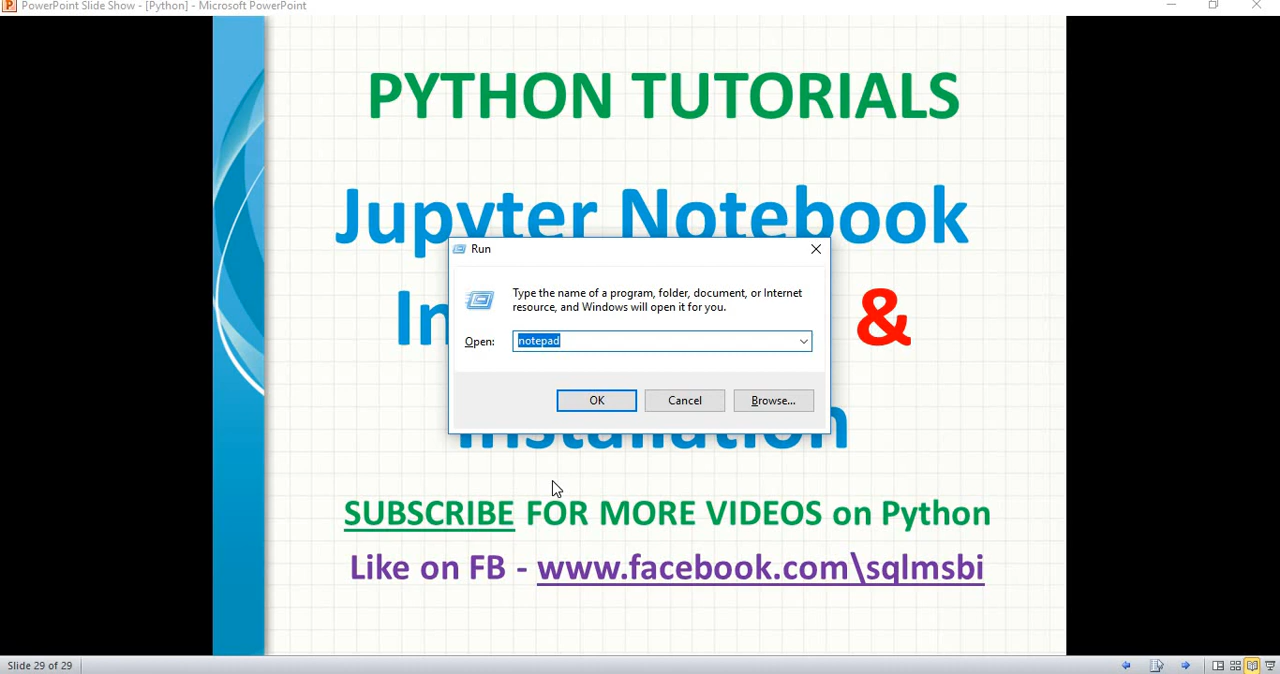 PowerPoint Slide Show - [Python] - Microsoft PowerPoint
PYTHON TUTORIALS
Jupyter Notebook
Run
Type the name of a program, folder, document, or Internet
resource, and Windows will open it for you.
In
&
Open: notepad
OK Cancel Browse...
Installation
SUBSCRIBE FOR MORE VIDEOS on Python
Like on FB - www.facebook.com\sqlmsbi
Slide 29 of 29